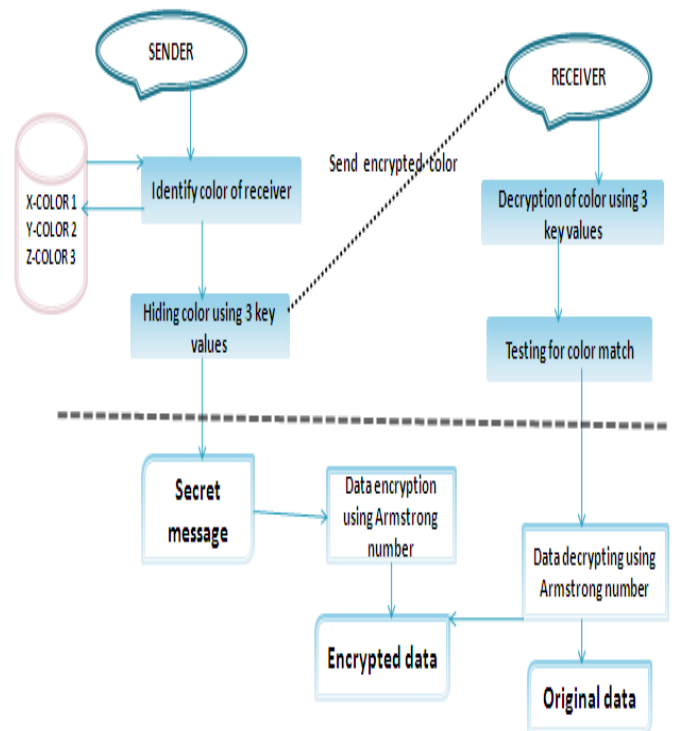 SENDER
RECEIVER
X-COLOR 1
Y-COLOR 2
Z-COLOR 3
Identify color of receiver
Send encrypted color
Decryption of color using 3
key values
Hiding color using 3 key
values
Testing for color match
Secret
message
Data encryption
using Armstrong
number
Data decrypting using
Armstrong number
Encrypted data
Original data